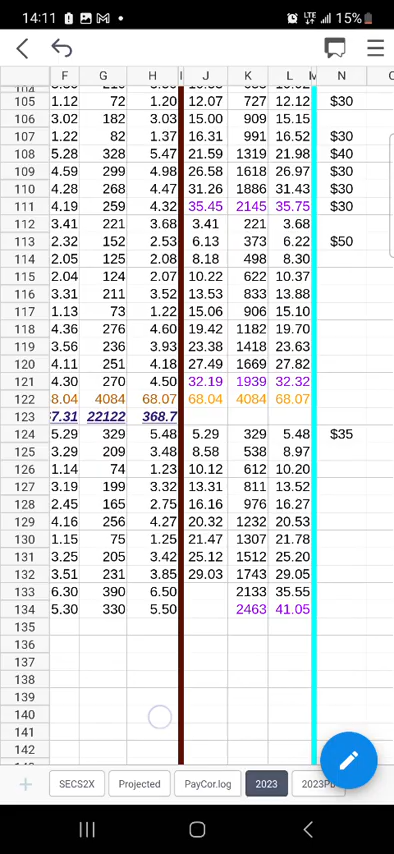 14:11 LTE 15%
F G H I J K L M N
105 1.12 72 1.20 12.07 727 12.12 $30
106 3.02 182 3.03 15.00 909 15.15
107 1.22 82 1.37 16.31 991 16.52 $30
108 5.28 328 5.47 21.59 1319 21.98 $40
109 4.59 299 4.98 26.58 1618 26.97 $30
110 4.28 268 4.47 31.26 1886 31.43 $30
111 4.19 259 4.32 35.45 2145 35.75 $30
112 3.41 221 3.68 3.41 221 3.68
113 2.32 152 2.53 6.13 373 6.22 $50
114 2.05 125 2.08 8.18 498 8.30
115 2.04 124 2.07 10.22 622 10.37
116 3.31 211 3.52 13.53 833 13.88
117 1.13 73 1.22 15.06 906 15.10
118 4.36 276 4.60 19.42 1182 19.70
119 3.56 236 3.93 23.38 1418 23.63
120 4.11 251 4.18 27.49 1669 27.82
121 4.30 270 4.50 32.19 1939 32.32
122 8.04 4084 68.07 68.04 4084 68.07
123 7.31 22122 368.7
124 5.29 329 5.48 5.29 329 5.48 $35
125 3.29 209 3.48 8.58 538 8.97
126 1.14 74 1.23 10.12 612 10.20
127 3.19 199 3.32 13.31 811 13.52
128 2.45 165 2.75 16.16 976 16.27
129 4.16 256 4.27 20.32 1232 20.53
130 1.15 75 1.25 21.47 1307 21.78
131 3.25 205 3.42 25.12 1512 25.20
132 3.51 231 3.85 29.03 1743 29.05
133 6.30 390 6.50 2133 35.55
134 5.30 330 5.50 2463 41.05
135
136
137
138
139
140
141
142
SECS2X Projected PayCor.log 2023